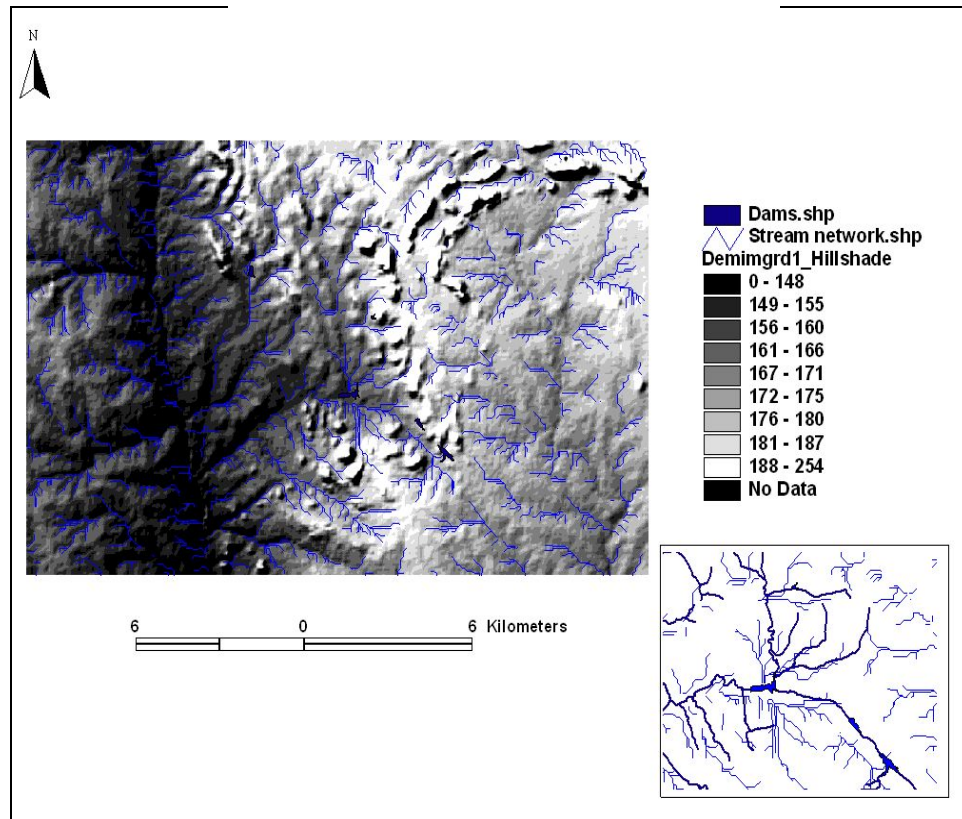 N
Dams.shp
Stream network.shp
Demimgrd1_Hillshade
0 - 148
149 - 155
156 - 160
161 - 166
167 - 171
172 - 175
176 - 180
181 - 187
188 - 254
No Data
6 0 6 Kilometers